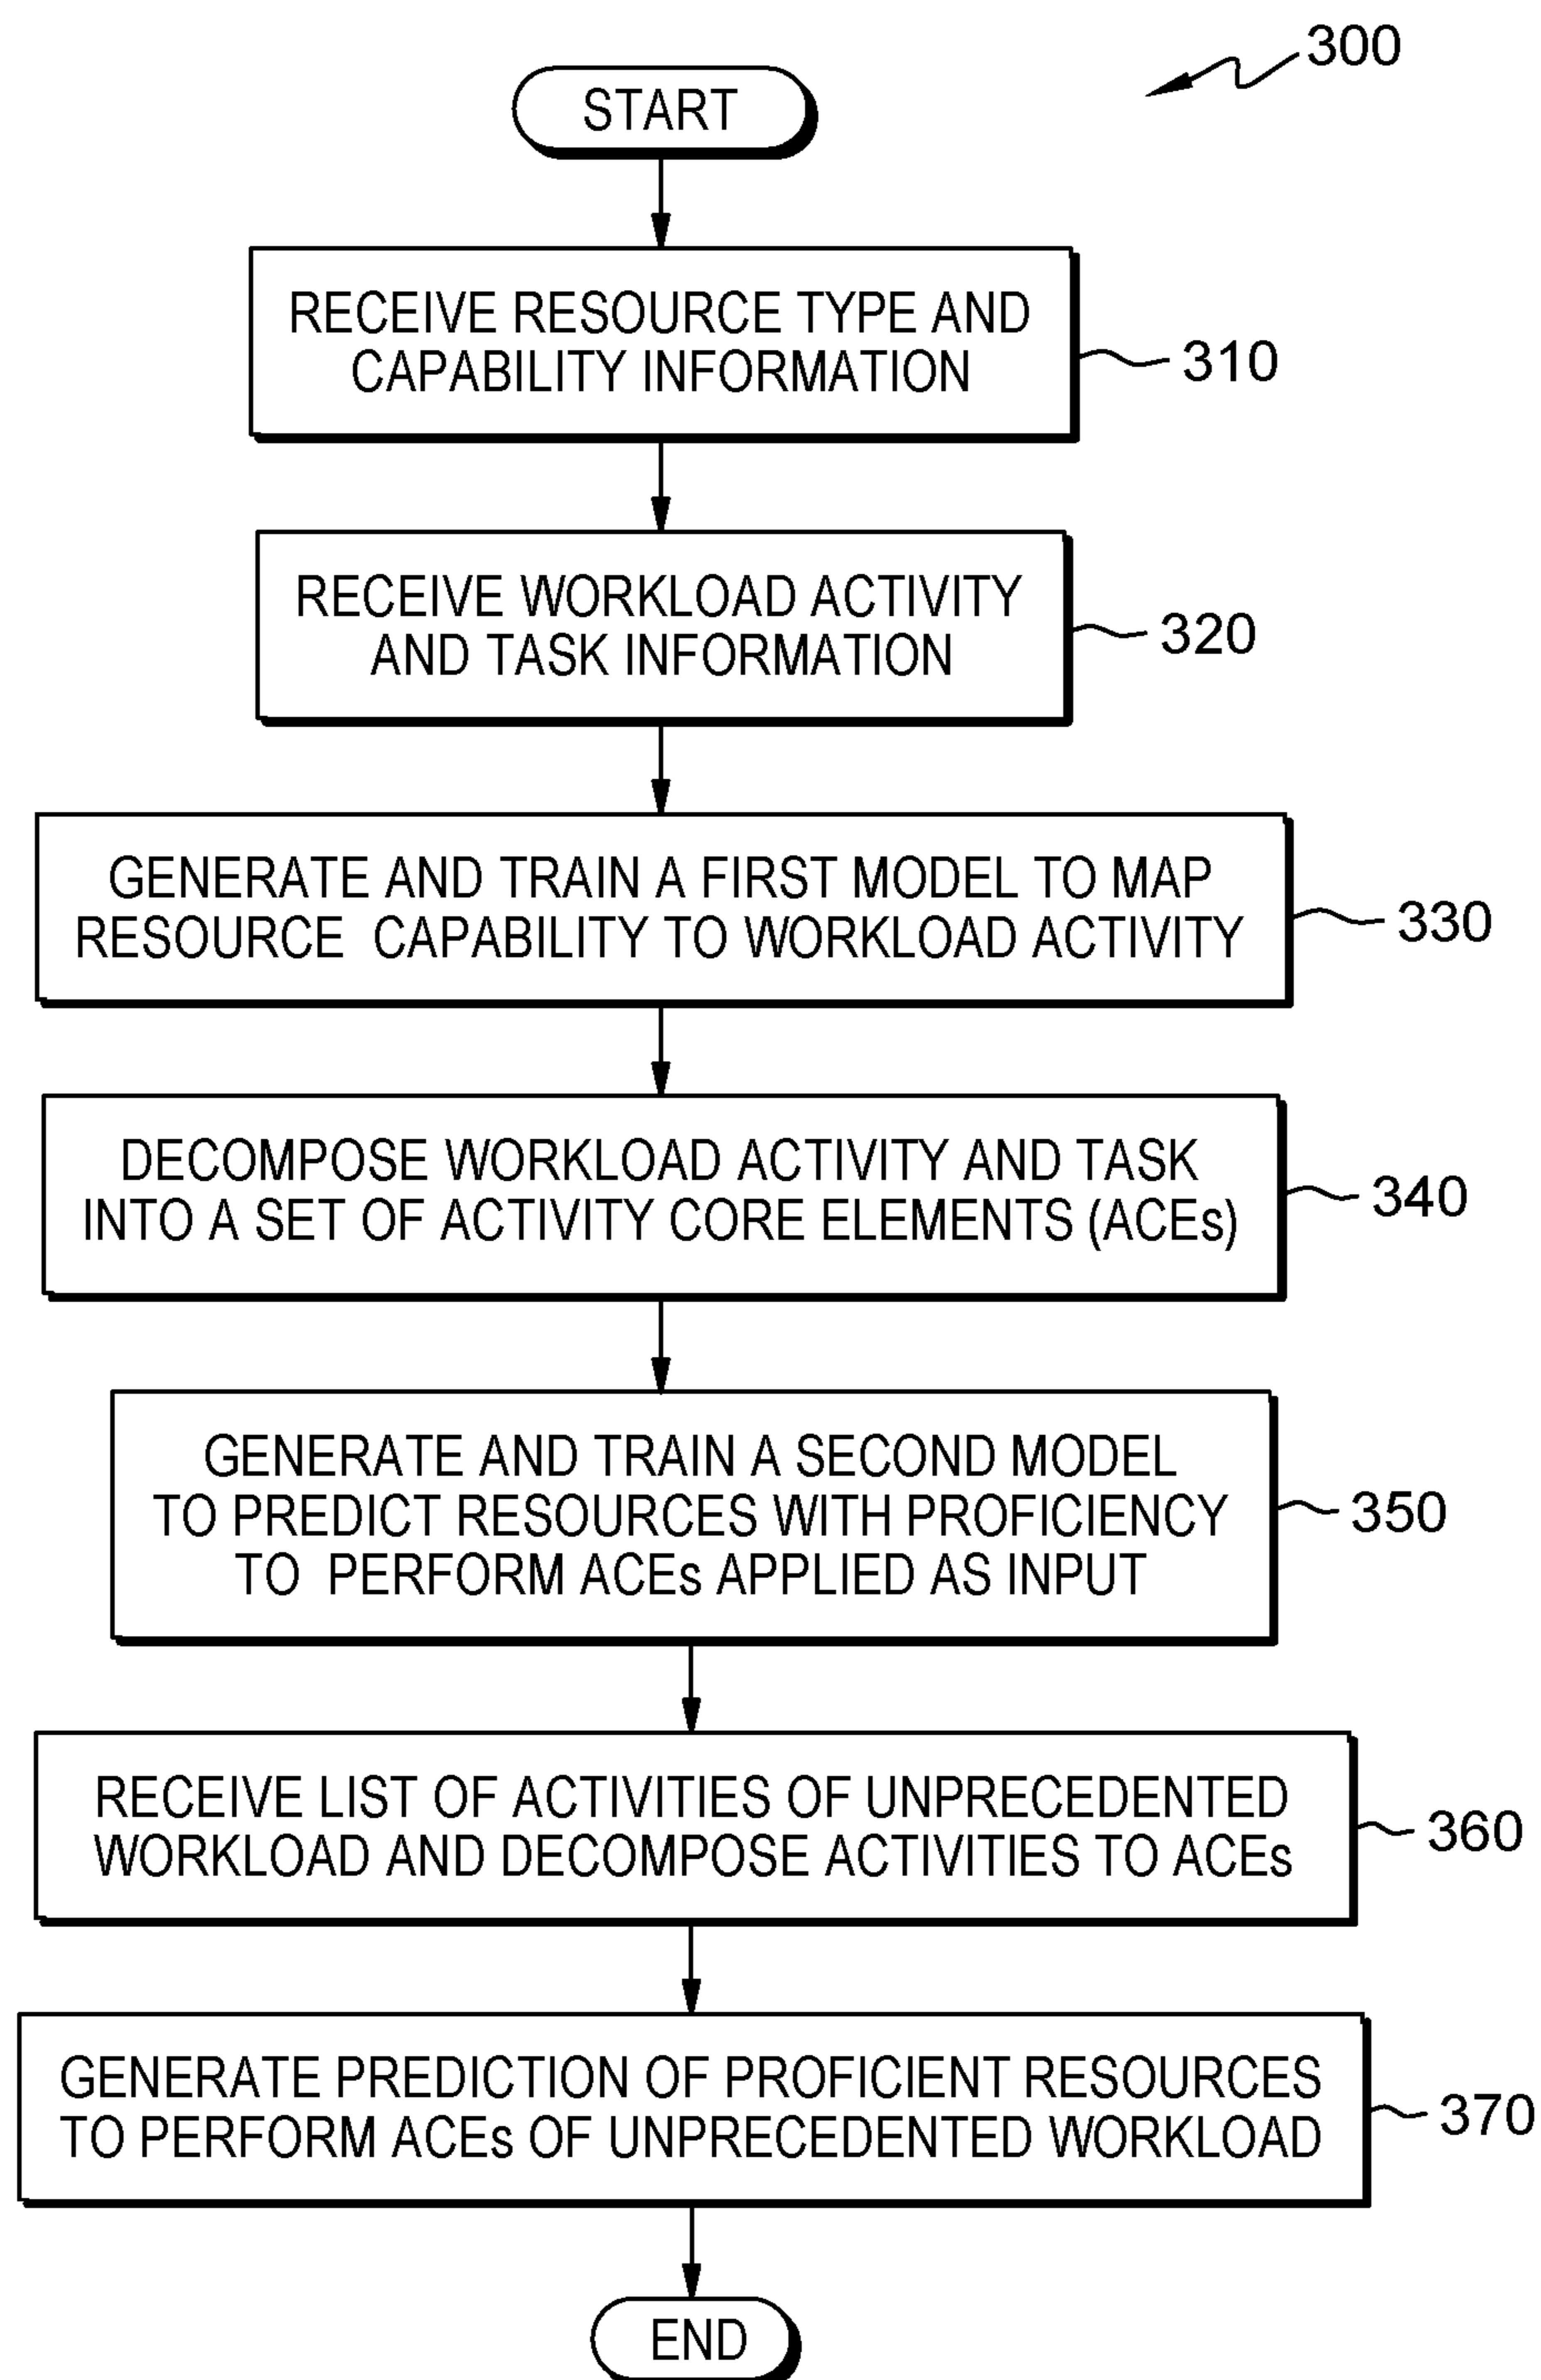 300
START
RECEIVE RESOURCE TYPE AND
CAPABILITY INFORMATION
310
RECEIVE WORKLOAD ACTIVITY
AND TASK INFORMATION
320
GENERATE AND TRAIN A FIRST MODEL TO MAP
RESOURCE CAPABILITY TO WORKLOAD ACTIVITY
330
DECOMPOSE WORKLOAD ACTIVITY AND TASK
INTO A SET OF ACTIVITY CORE ELEMENTS (ACEs)
340
GENERATE AND TRAIN A SECOND MODEL
TO PREDICT RESOURCES WITH PROFICIENCY
TO PERFORM ACEs APPLIED AS INPUT
350
RECEIVE LIST OF ACTIVITIES OF UNPRECEDENTED
WORKLOAD AND DECOMPOSE ACTIVITIES TO ACEs
360
GENERATE PREDICTION OF PROFICIENT RESOURCES
TO PERFORM ACEs OF UNPRECEDENTED WORKLOAD
370
END